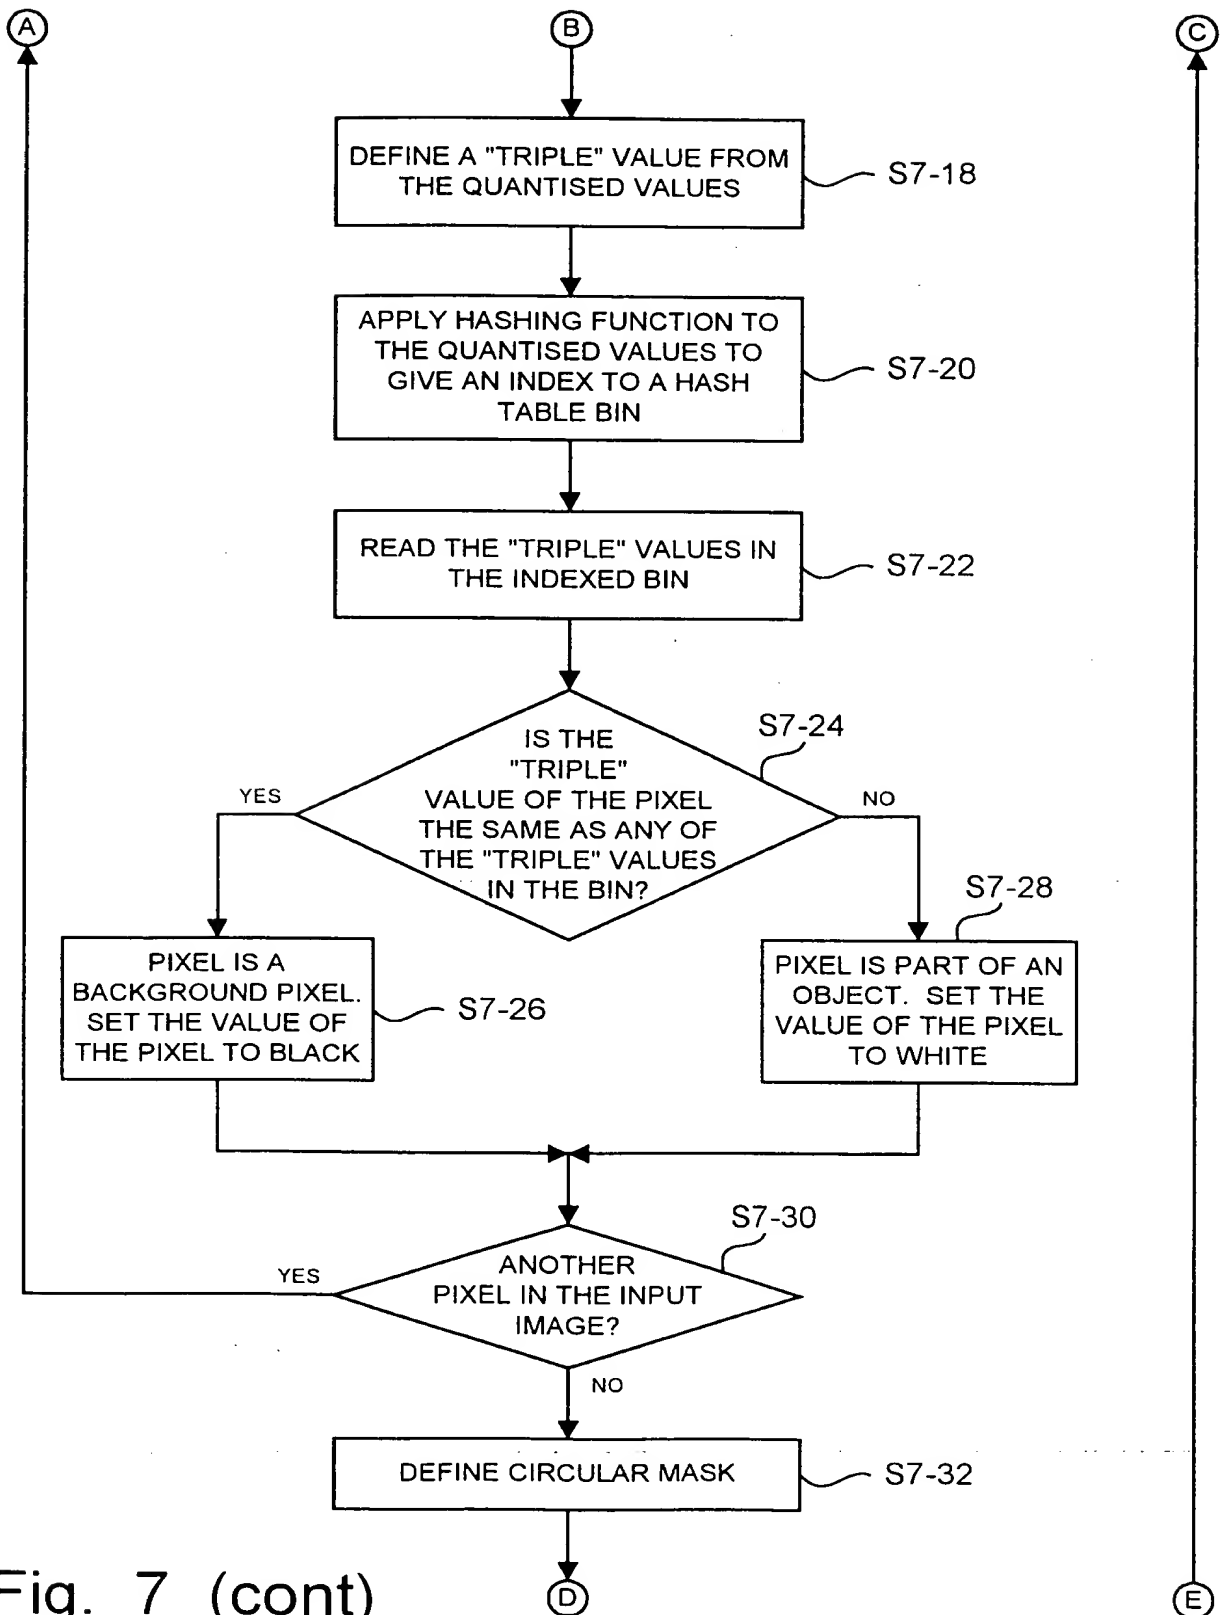 A
B
C
DEFINE A "TRIPLE" VALUE FROM
THE QUANTISED VALUES
S7-18
APPLY HASHING FUNCTION TO
THE QUANTISED VALUES TO
GIVE AN INDEX TO A HASH
TABLE BIN
S7-20
READ THE "TRIPLE" VALUES IN
THE INDEXED BIN
S7-22
S7-24
IS THE
"TRIPLE"
VALUE OF THE PIXEL
THE SAME AS ANY OF
THE "TRIPLE" VALUES
IN THE BIN?
YES
NO
PIXEL IS A
BACKGROUND PIXEL.
SET THE VALUE OF
THE PIXEL TO BLACK
S7-26
S7-28
PIXEL IS PART OF AN
OBJECT. SET THE
VALUE OF THE PIXEL
TO WHITE
S7-30
ANOTHER
PIXEL IN THE INPUT
IMAGE?
YES
NO
DEFINE CIRCULAR MASK
S7-32
Fig. 7 (cont)
D
E